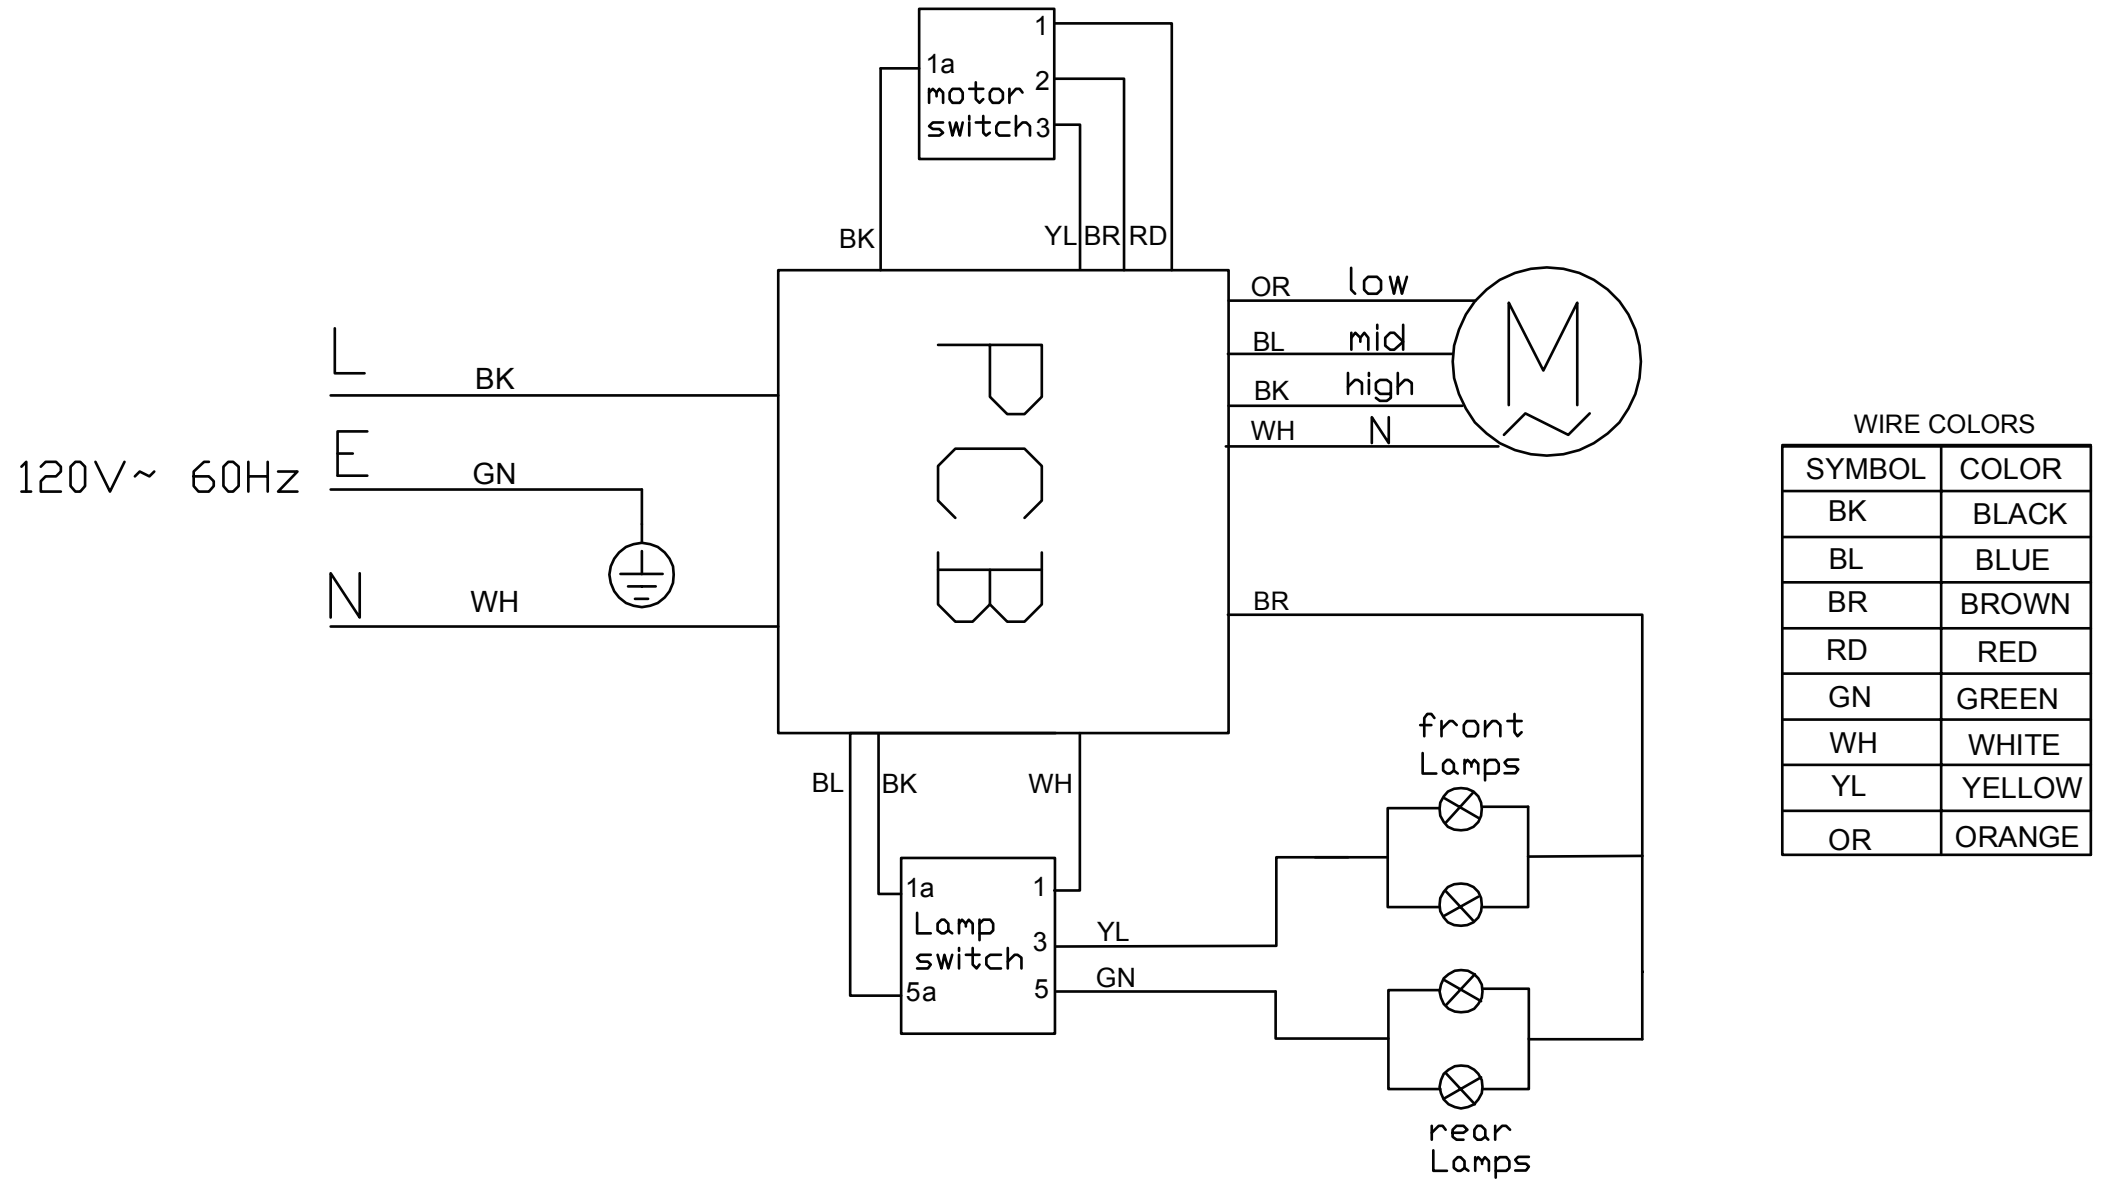 1
1a
2
motor
switch 3
BK
YL BR RD
OR low
BL mid
BK high
WH N
M
L
BK
E
120V~ 60Hz
GN
N
WH
PCB
BR
BL BK WH
1a 1
Lamp
3
switch
5a 5
YL
GN
front
Lamps
rear
Lamps
WIRE COLORS
SYMBOL COLOR
BK BLACK
BL BLUE
BR BROWN
RD RED
GN GREEN
WH WHITE
YL YELLOW
OR ORANGE